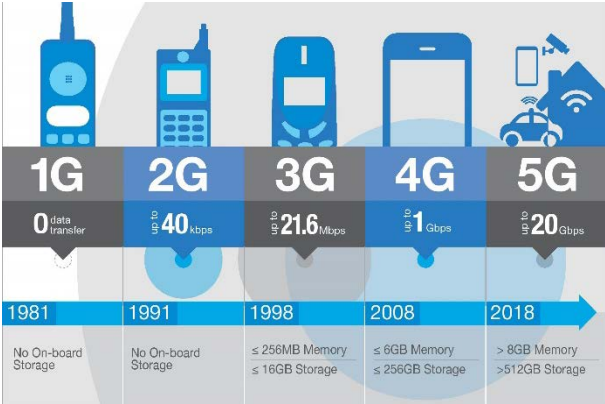 1G
2G
3G
4G
5G
0 data transfer
up to 40 kbps
up to 21.6 Mbps
up to 1 Gbps
up to 20 Gbps
1981
1991
1998
2008
2018
No On-board
Storage
No On-board
Storage
≤ 256MB Memory
≤ 16GB Storage
≤ 6GB Memory
≤ 256GB Storage
> 8GB Memory
>512GB Storage